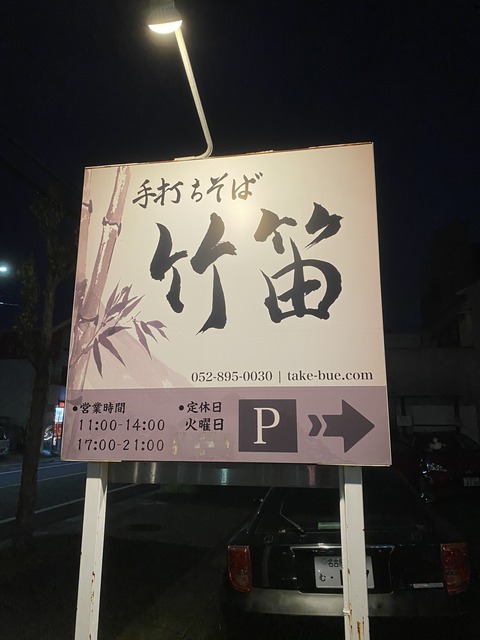 手打ちそば
竹笛
052-895-0030 | take-bue.com
•営業時間
11:00-14:00
17:00-21:00
•定休日
火曜日
P